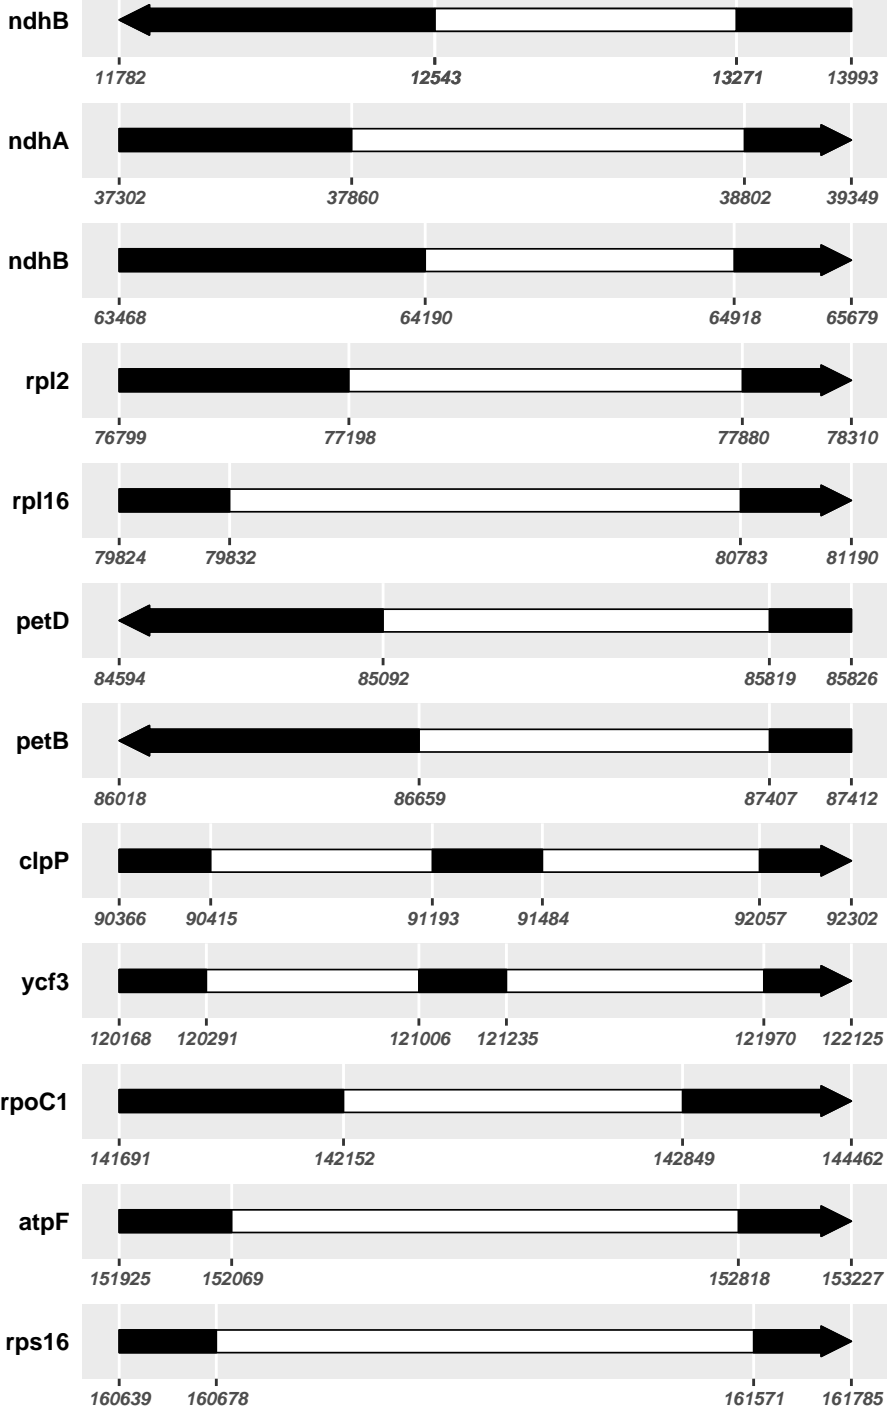 ndhB
11782 12543 13271 13993
ndhA
37302 37860 38802 39349
ndhB
63468 64190 64918 65679
rpl2
76799 77198 77880 78310
rpl16
79824 79832 80783 81190
petD
84594 85092 85819 85826
petB
86018 86659 87407 87412
clpP
90366 90415 91193 91484 92057 92302
ycf3
120168 120291 121006 121235 121970 122125
rpoC1
141691 142152 142849 144462
atpF
151925 152069 152818 153227
rps16
160639 160678 161571 161785